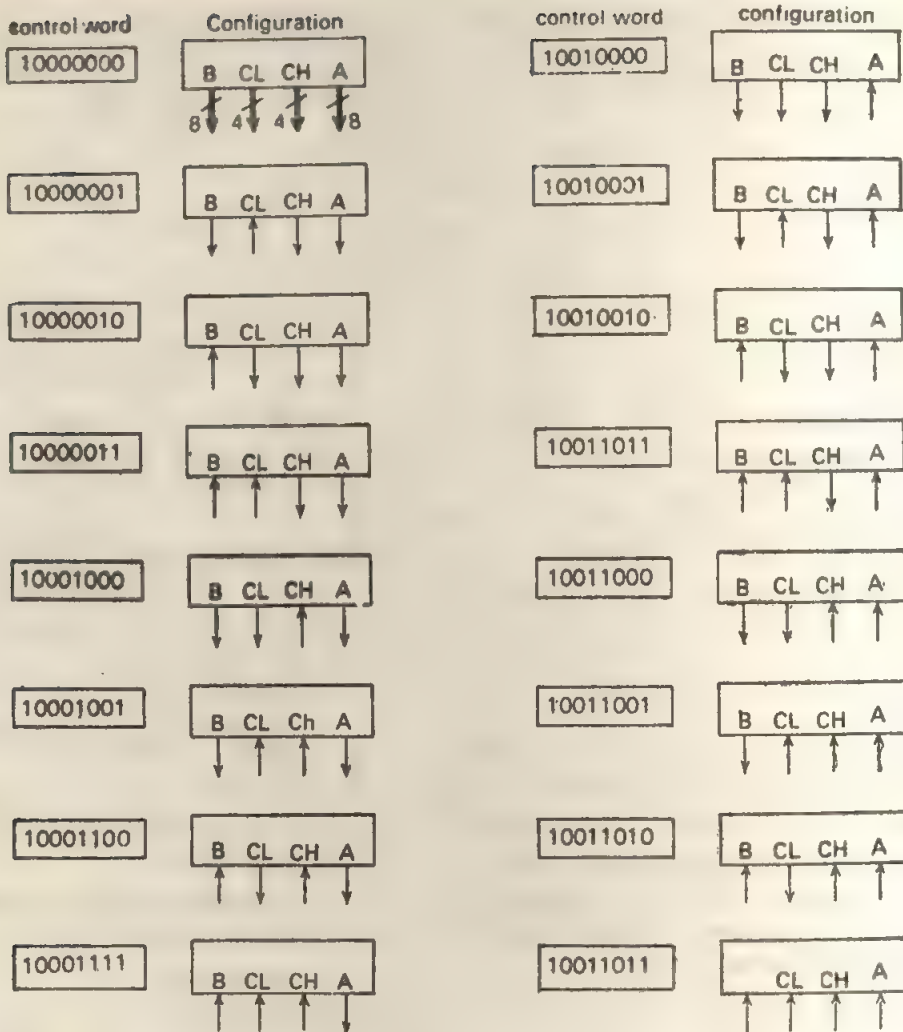 control word Configuration
10000000
B CL CH A
8 4 4 8
10000001
B CL CH A
10000010
B CL CH A
10000011
B CL CH A
10001000
B CL CH A
10001001
B CL Ch A
10001100
B CL CH A
10001111
B CL CH A
control word configuration
10010000
B CL CH A
10010001
B CL CH A
10010010
B CL CH A
10011011
B CL CH A
10011000
B CL CH A
10011001
B CL CH A
10011010
B CL CH A
10011011
CL CH A